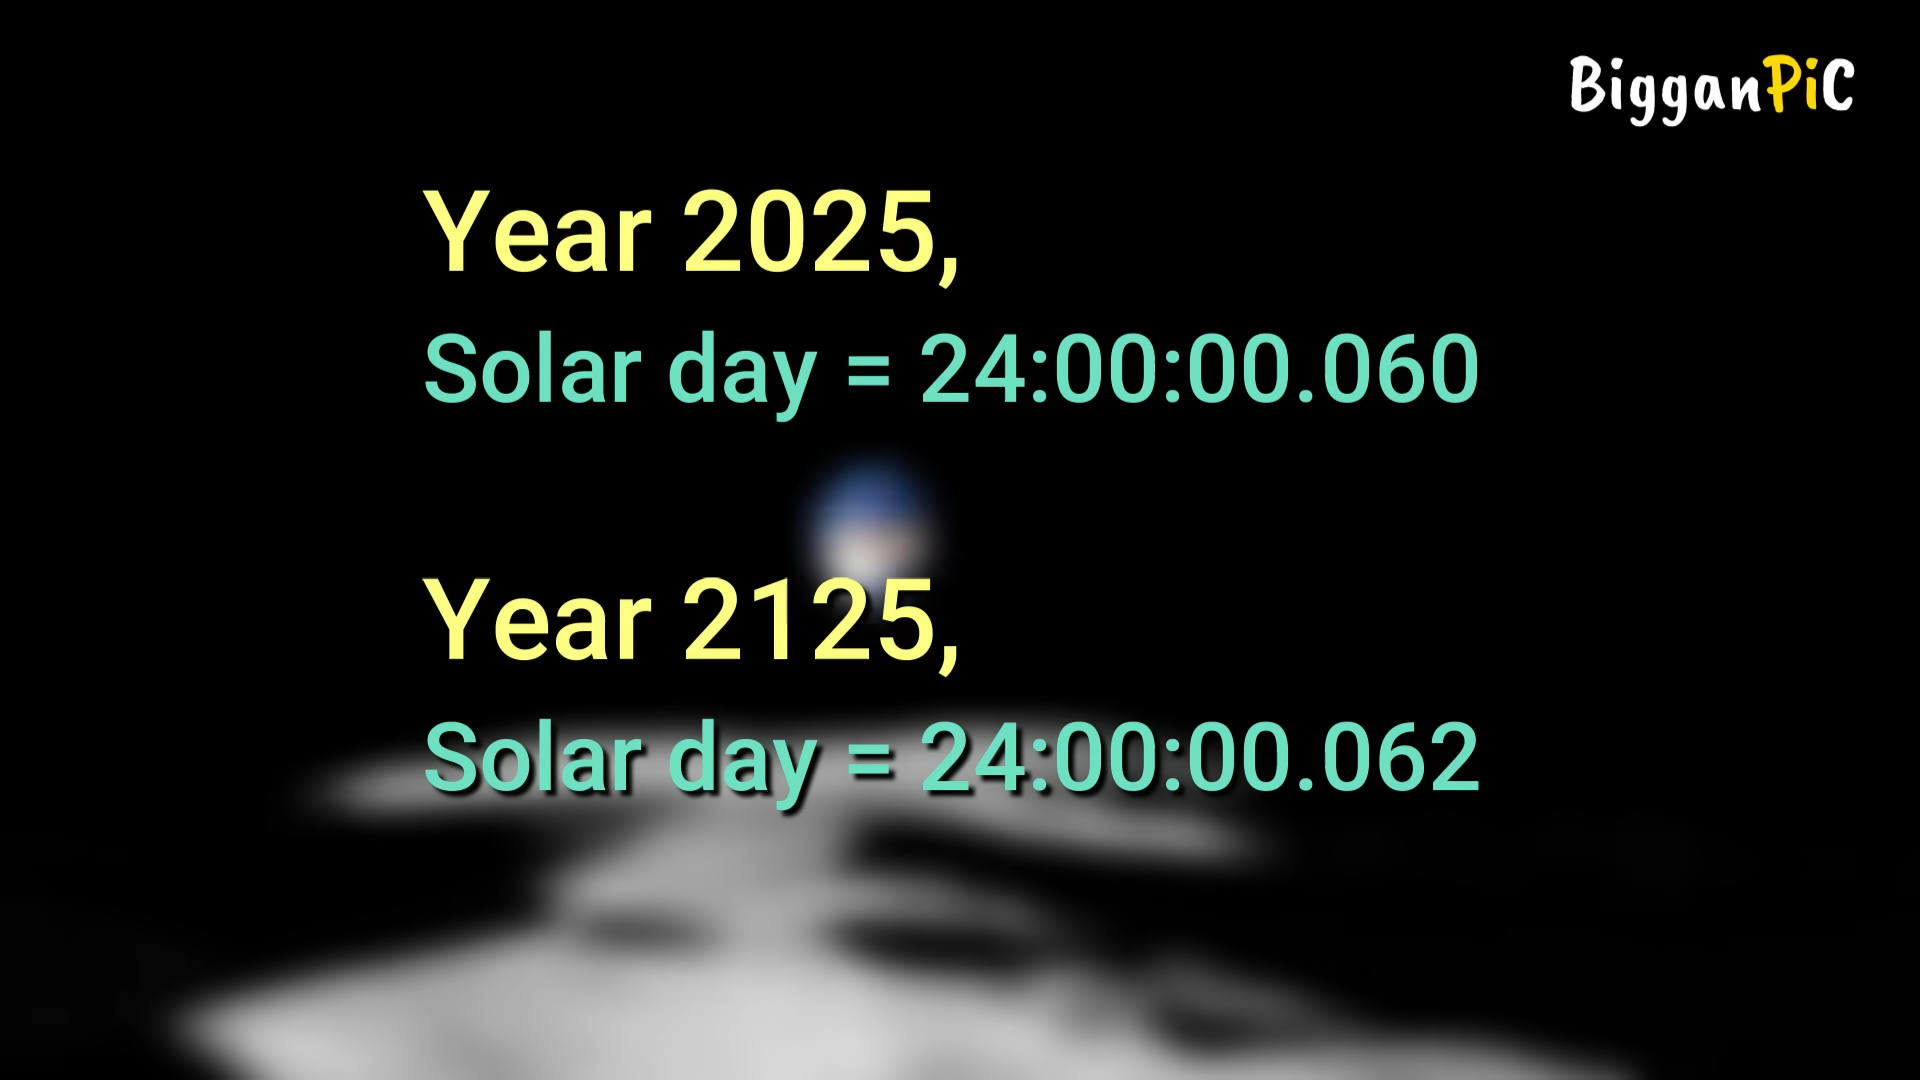 BigganPiC
Year 2025,
Solar day = 24:00:00.060
Year 2125,
Solar day = 24:00:00.062